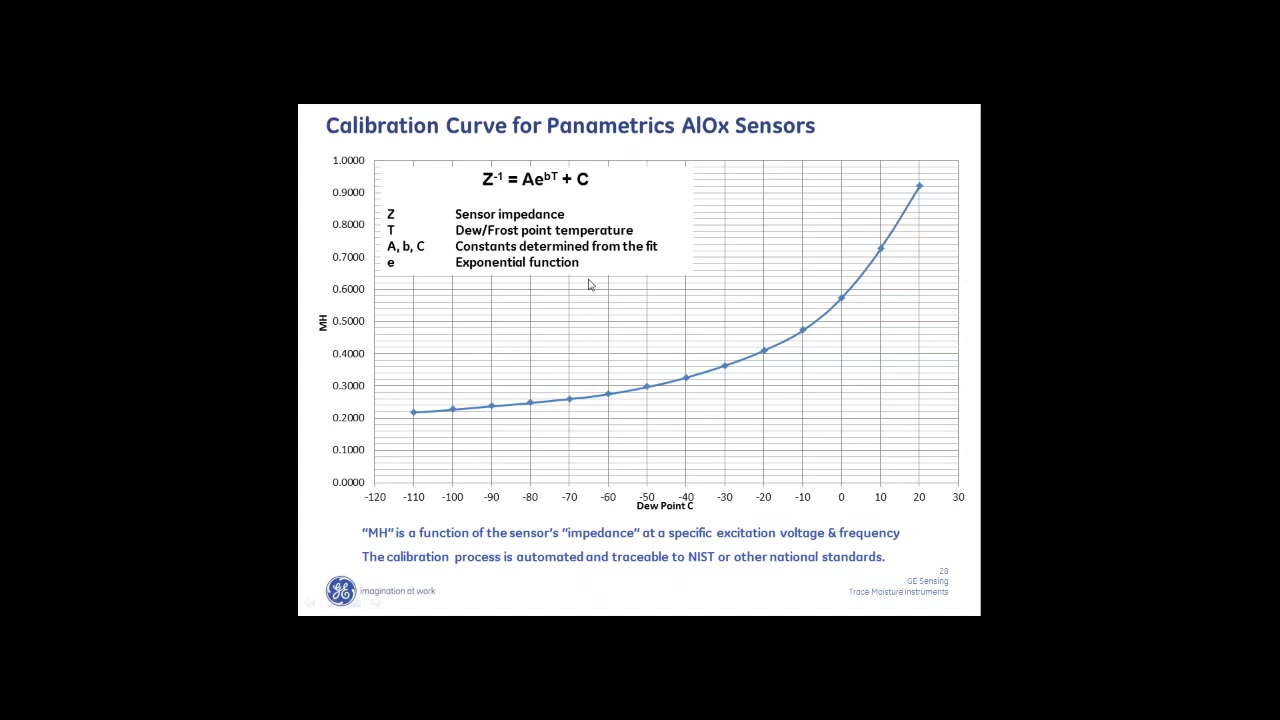 Calibration Curve for Panametrics AlOx Sensors
Z-1 = AebT + C
Z Sensor impedance
T Dew/Frost point temperature
A, b, C Constants determined from the fit
e Exponential function
1.0000
0.9000
0.8000
0.7000
0.6000
0.5000
0.4000
0.3000
0.2000
0.1000
0.0000
MH
-120 -110 -100 -90 -80 -70 -60 -50 -40 -30 -20 -10 0 10 20 30
Dew Point C
“MH” is a function of the sensor’s “impedance” at a specific excitation voltage & frequency
The calibration process is automated and traceable to NIST or other national standards.
GE imagination at work
28
GE Sensing
Trace Moisture Instruments